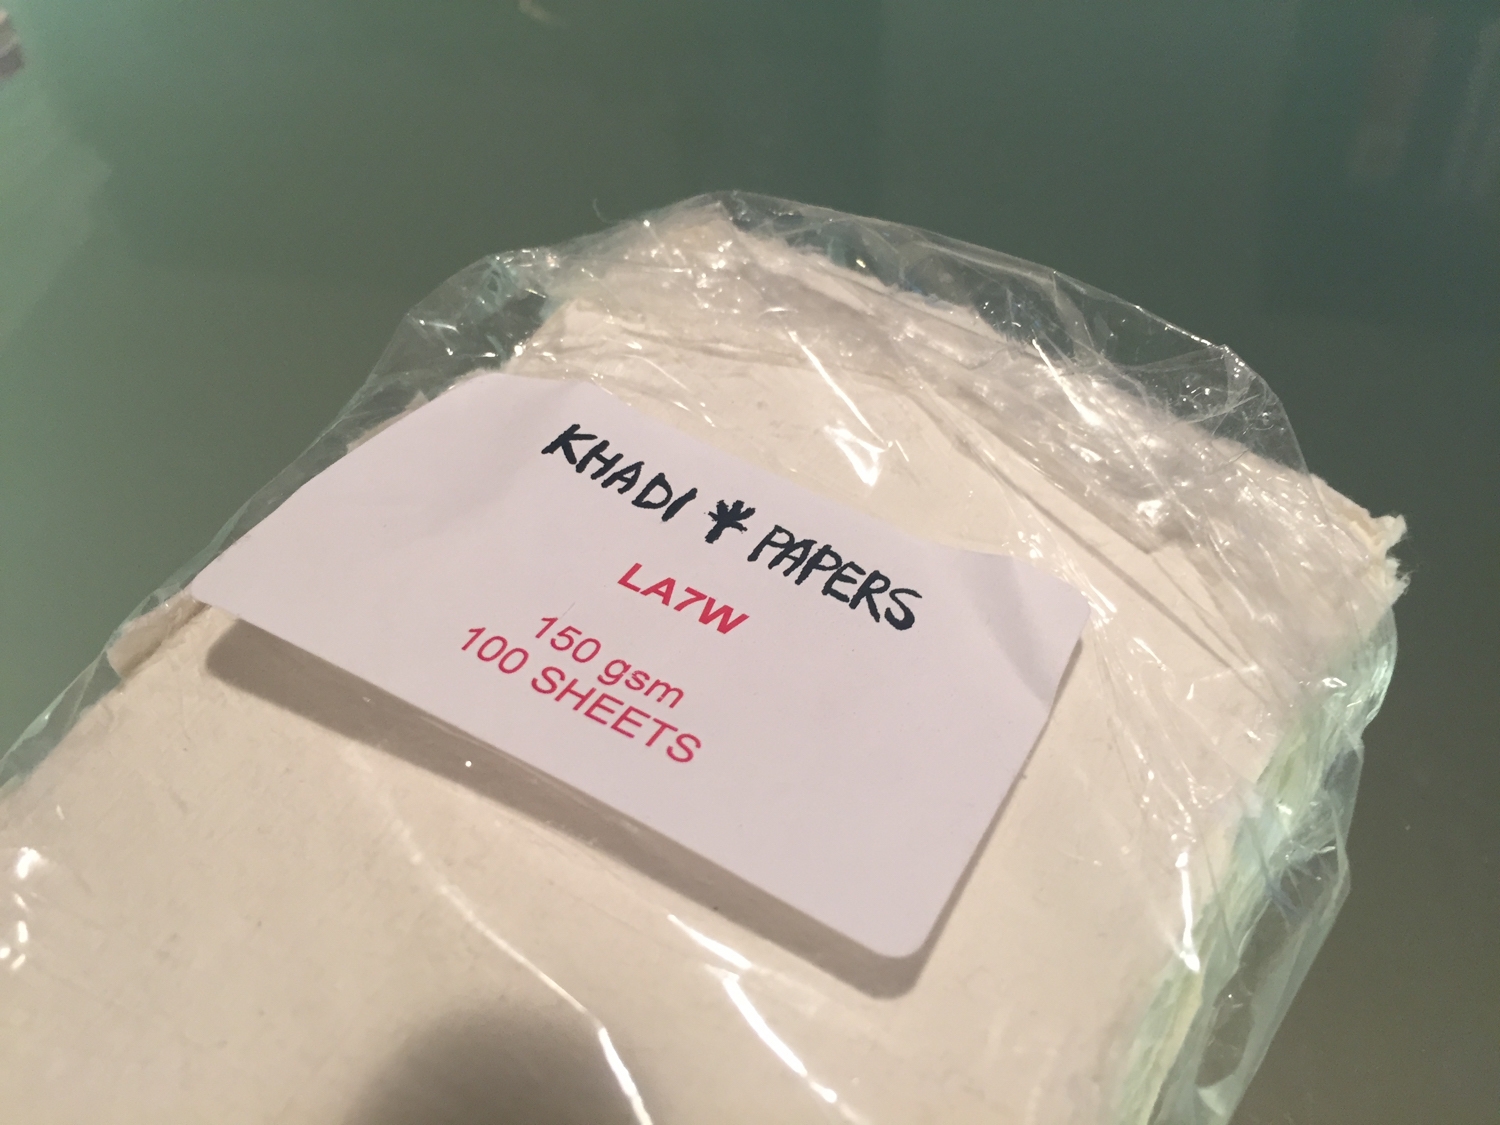 KHADI * PAPERS
LA7W
150 gsm
100 SHEETS